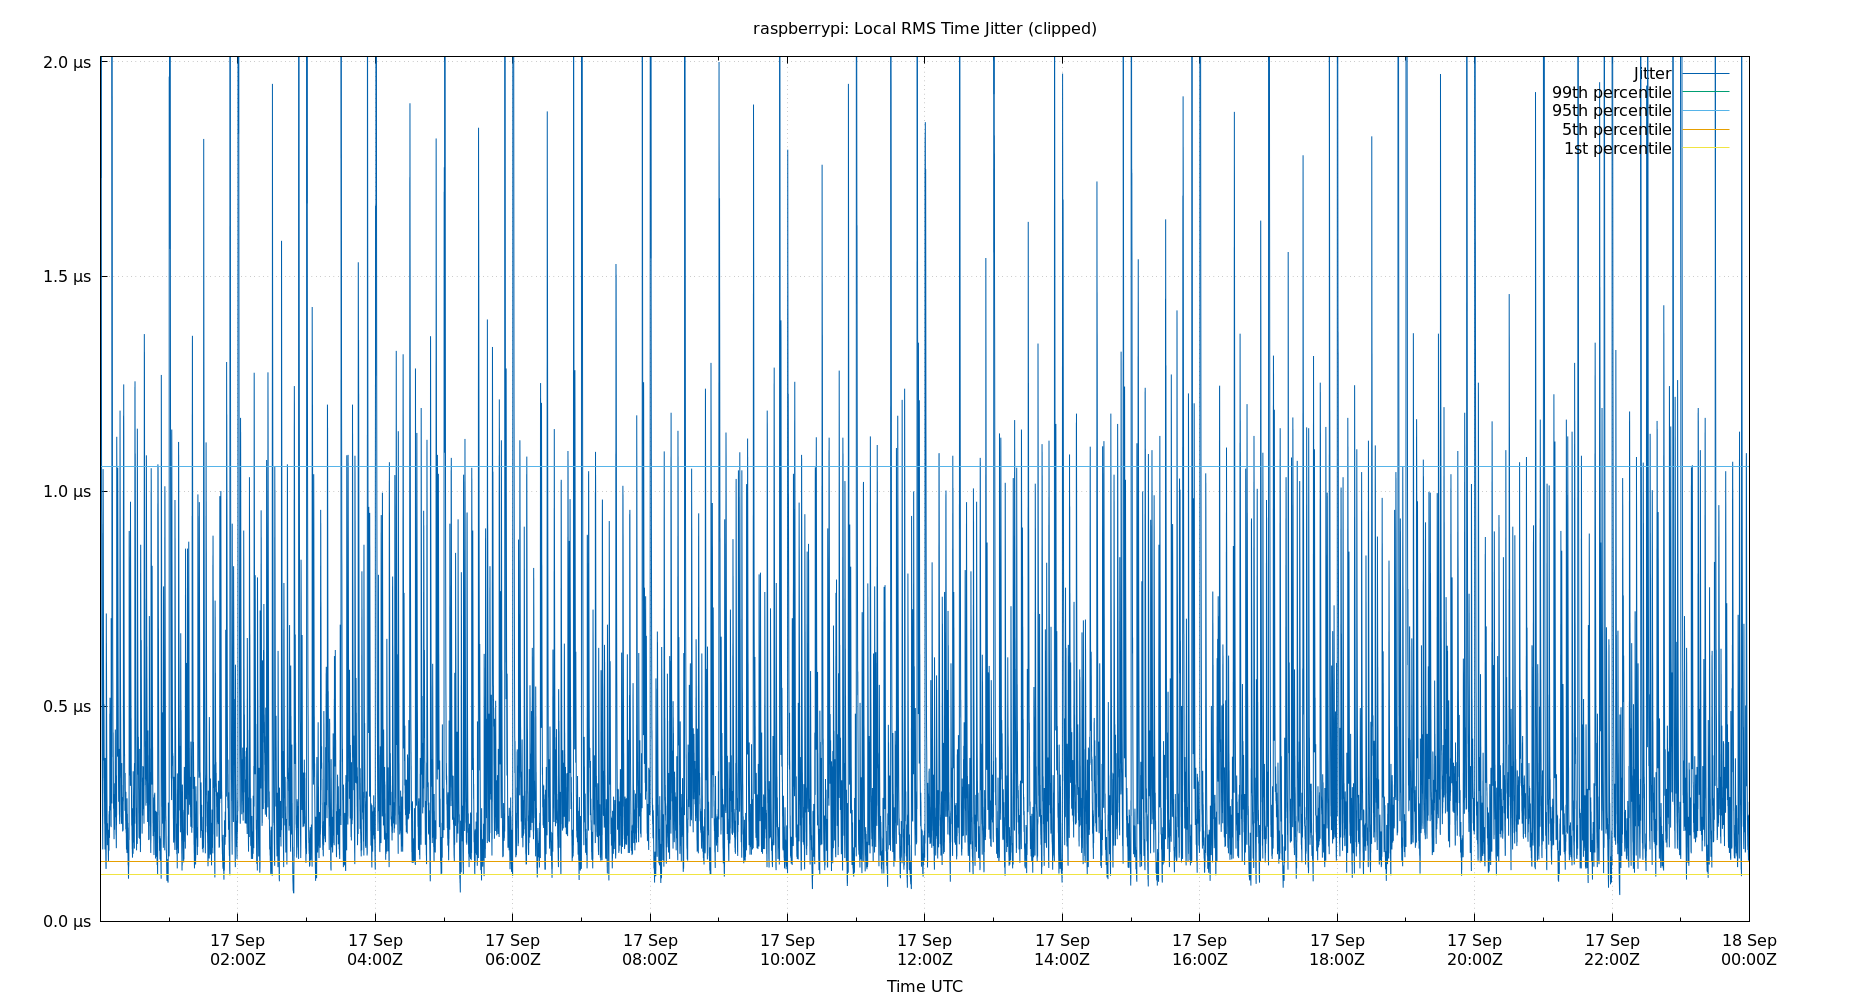 raspberrypi: Local RMS Time Jitter (clipped)
2.0 µs
1.5 µs
1.0 µs
0.5 µs
0.0 µs
Jitter
99th percentile
95th percentile
5th percentile
1st percentile
17 Sep 02:00Z
17 Sep 04:00Z
17 Sep 06:00Z
17 Sep 08:00Z
17 Sep 10:00Z
17 Sep 12:00Z
17 Sep 14:00Z
17 Sep 16:00Z
17 Sep 18:00Z
17 Sep 20:00Z
17 Sep 22:00Z
18 Sep 00:00Z
Time UTC